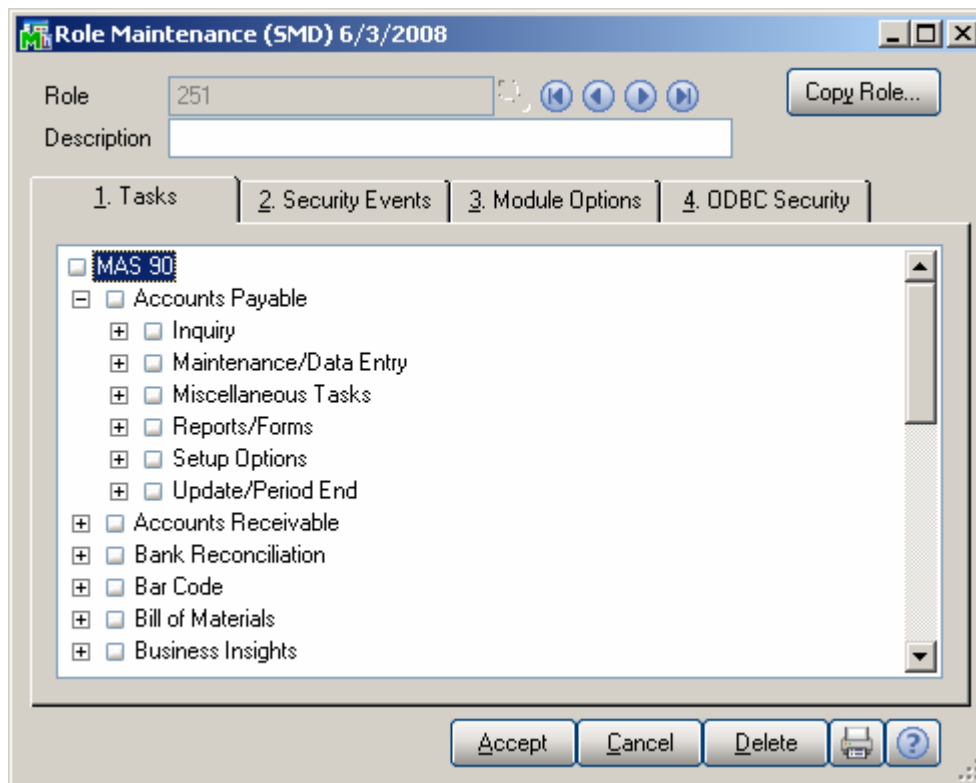 Role Maintenance (SMD) 6/3/2008
Role 251 Copy Role...
Description
1. Tasks 2. Security Events 3. Module Options 4. ODBC Security
MAS 90
Accounts Payable
Inquiry
Maintenance/Data Entry
Miscellaneous Tasks
Reports/Forms
Setup Options
Update/Period End
Accounts Receivable
Bank Reconciliation
Bar Code
Bill of Materials
Business Insights
Accept Cancel Delete ?